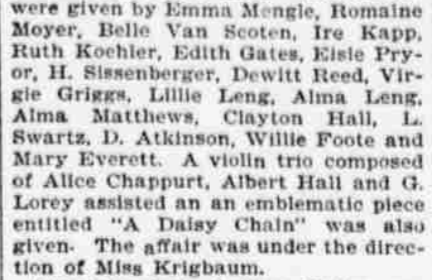 were given by Emma Mengle, Romaine
Moyer, Belle Van Scoten, Ire Kapp,
Ruth Koehler, Edith Gates, Eisle Pry-
or, H. Sissenberger, Dewitt Reed, Vir-
gie Griggs, Lillie Leng, Alma Leng,
Alma Matthews, Clayton Hall, L.
Swartz, D. Atkinson, Willie Foote and
Mary Everett. A violin trio composed
of Alice Chappurt, Albert Hall and G.
Lorey assisted an an emblematic piece
entitled "A Daisy Chain" was also
given. The affair was under the direc-
tion of Miss Krigbaum.